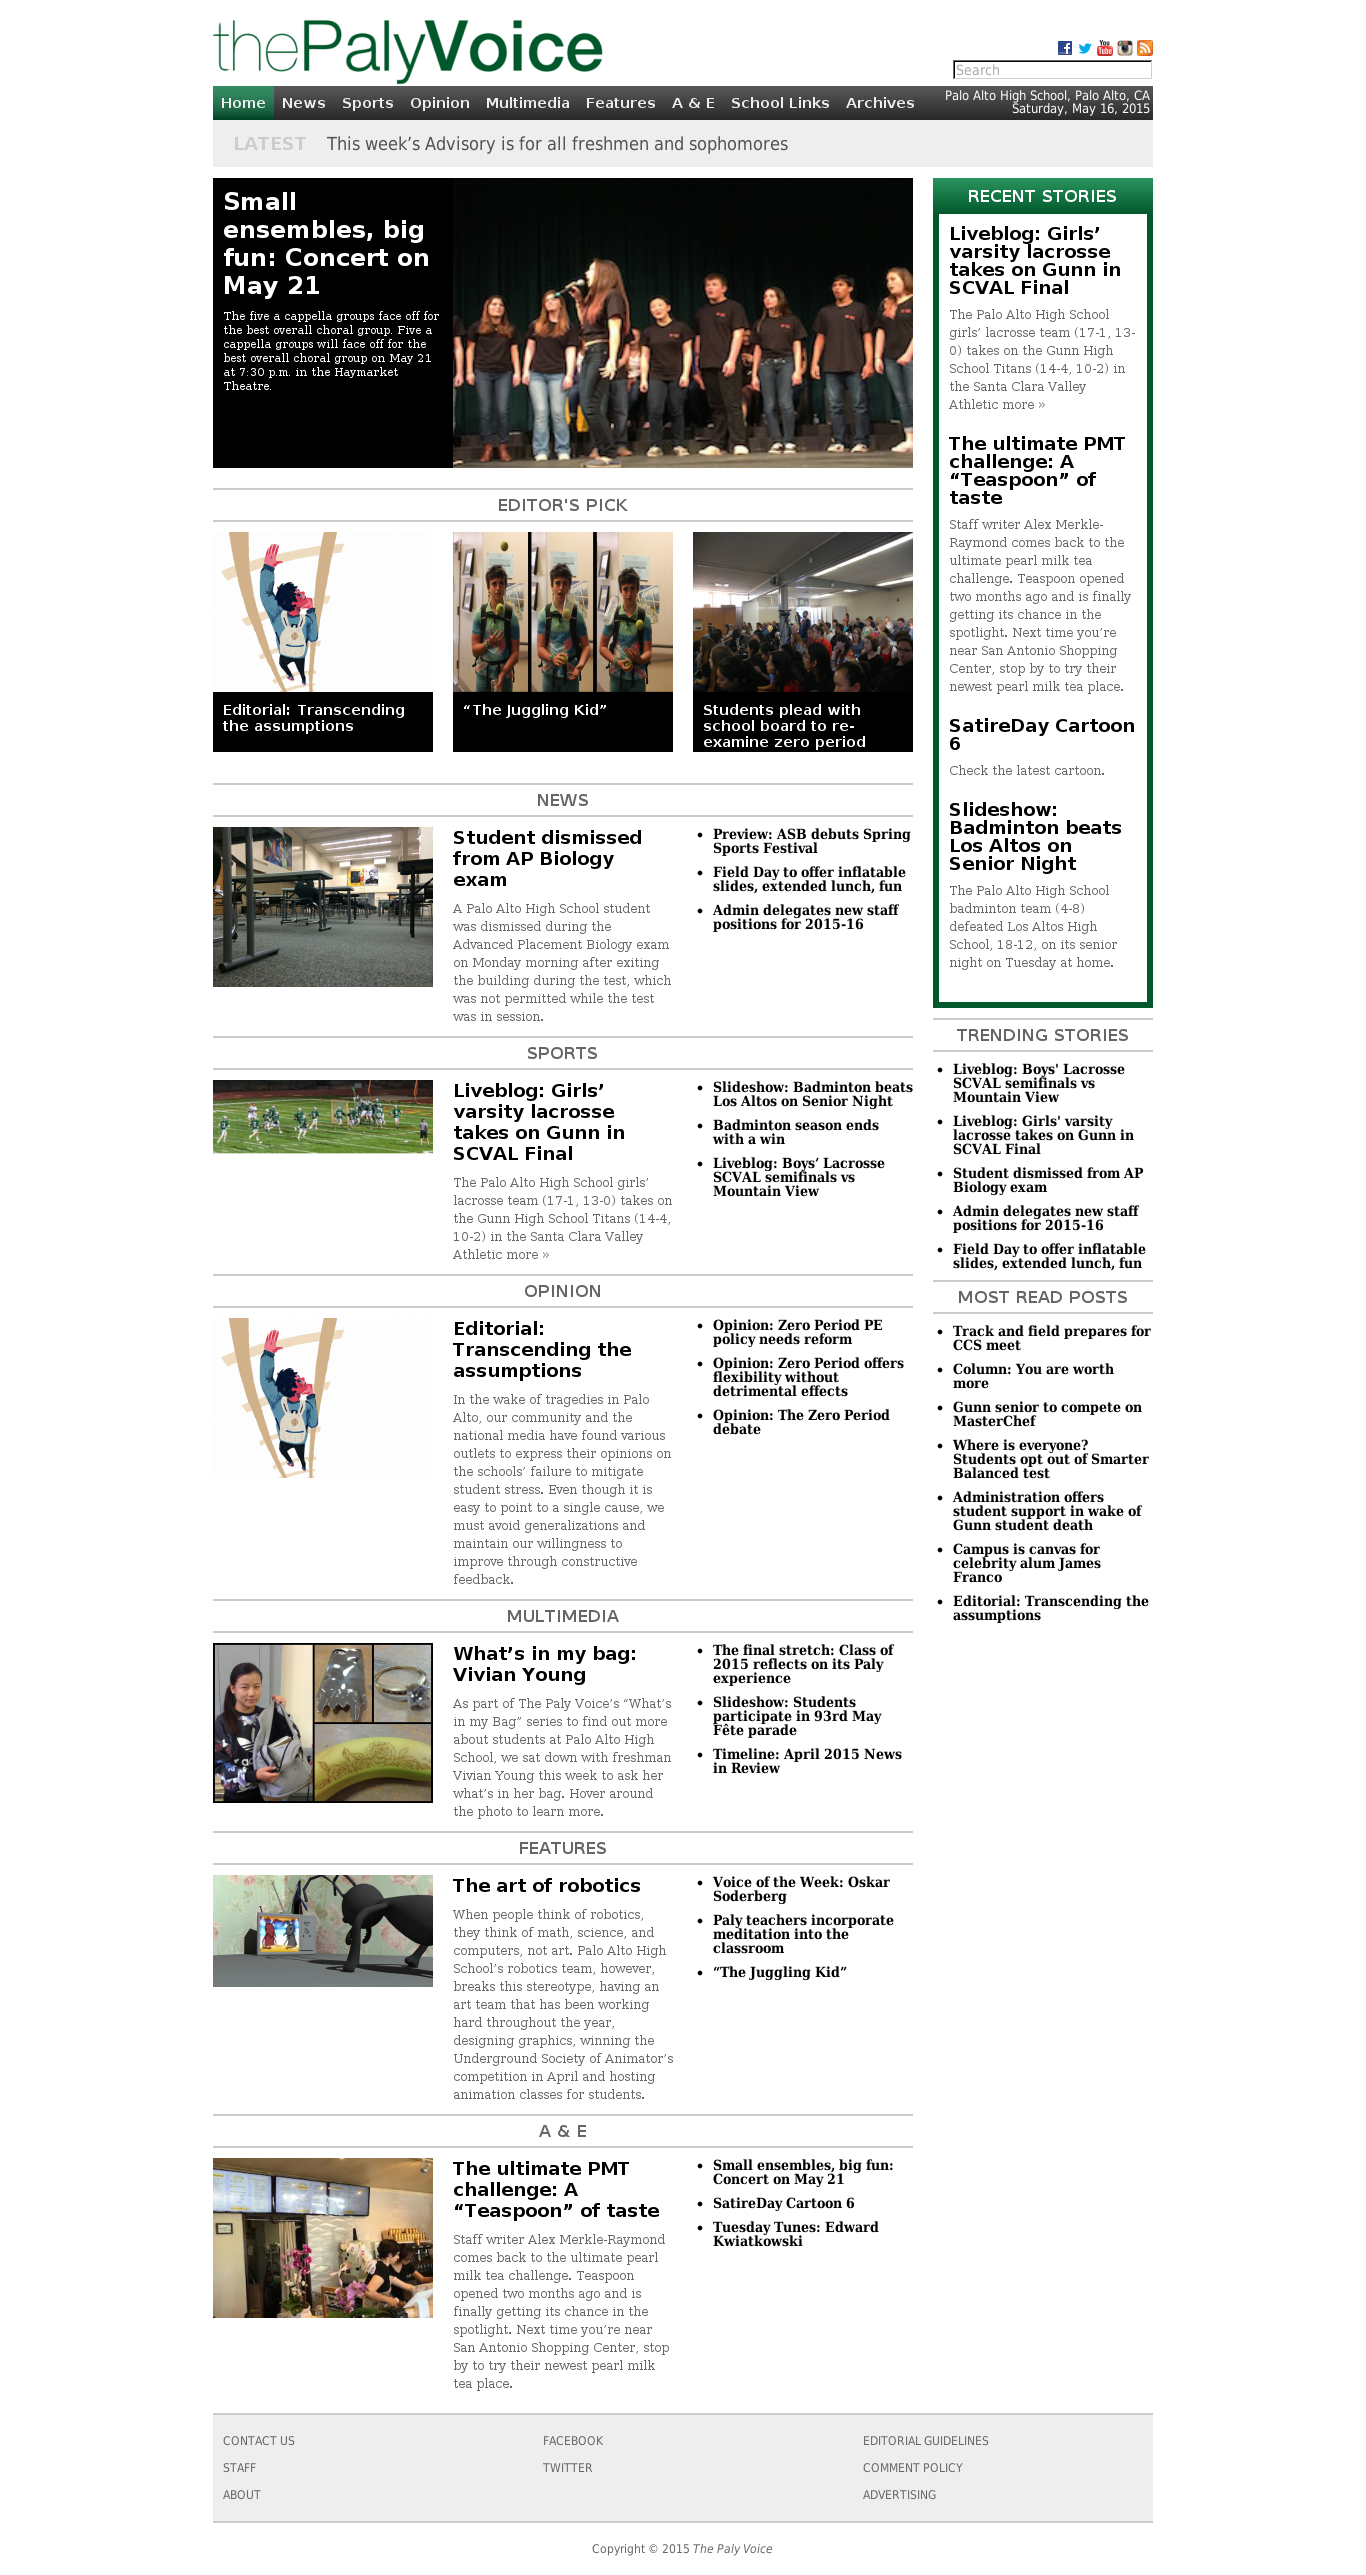 thePalyVoice
Search
Home News Sports Opinion Multimedia Features A & E School Links Archives
Palo Alto High School, Palo Alto, CA
Saturday, May 16, 2015
LATEST This week’s Advisory is for all freshmen and sophomores
Small
ensembles, big
fun: Concert on
May 21
The five a cappella groups face off for
the best overall choral group. Five a
cappella groups will face off for the
best overall choral group on May 21
at 7:30 p.m. in the Haymarket
Theatre.
EDITOR'S PICK
Editorial: Transcending
the assumptions
“The Juggling Kid”
Students plead with
school board to re-
examine zero period
NEWS
Student dismissed
from AP Biology
exam
A Palo Alto High School student
was dismissed during the
Advanced Placement Biology exam
on Monday morning after exiting
the building during the test, which
was not permitted while the test
was in session.
Preview: ASB debuts Spring
Sports Festival
Field Day to offer inflatable
slides, extended lunch, fun
Admin delegates new staff
positions for 2015-16
SPORTS
Liveblog: Girls’
varsity lacrosse
takes on Gunn in
SCVAL Final
The Palo Alto High School girls’
lacrosse team (17-1, 13-0) takes on
the Gunn High School Titans (14-4,
10-2) in the Santa Clara Valley
Athletic more »
Slideshow: Badminton beats
Los Altos on Senior Night
Badminton season ends
with a win
Liveblog: Boys’ Lacrosse
SCVAL semifinals vs
Mountain View
OPINION
Editorial:
Transcending the
assumptions
In the wake of tragedies in Palo
Alto, our community and the
national media have found various
outlets to express their opinions on
the schools’ failure to mitigate
student stress. Even though it is
easy to point to a single cause, we
must avoid generalizations and
maintain our willingness to
improve through constructive
feedback.
Opinion: Zero Period PE
policy needs reform
Opinion: Zero Period offers
flexibility without
detrimental effects
Opinion: The Zero Period
debate
MULTIMEDIA
What’s in my bag:
Vivian Young
As part of The Paly Voice’s “What’s
in my Bag” series to find out more
about students at Palo Alto High
School, we sat down with freshman
Vivian Young this week to ask her
what’s in her bag. Hover around
the photo to learn more.
The final stretch: Class of
2015 reflects on its Paly
experience
Slideshow: Students
participate in 93rd May
Fête parade
Timeline: April 2015 News
in Review
FEATURES
The art of robotics
When people think of robotics,
they think of math, science, and
computers, not art. Palo Alto High
School’s robotics team, however,
breaks this stereotype, having an
art team that has been working
hard throughout the year,
designing graphics, winning the
Underground Society of Animator’s
competition in April and hosting
animation classes for students.
Voice of the Week: Oskar
Soderberg
Paly teachers incorporate
meditation into the
classroom
“The Juggling Kid”
A & E
The ultimate PMT
challenge: A
“Teaspoon” of taste
Staff writer Alex Merkle-Raymond
comes back to the ultimate pearl
milk tea challenge. Teaspoon
opened two months ago and is
finally getting its chance in the
spotlight. Next time you’re near
San Antonio Shopping Center, stop
by to try their newest pearl milk
tea place.
Small ensembles, big fun:
Concert on May 21
SatireDay Cartoon 6
Tuesday Tunes: Edward
Kwiatkowski
RECENT STORIES
Liveblog: Girls’
varsity lacrosse
takes on Gunn in
SCVAL Final
The Palo Alto High School
girls’ lacrosse team (17-1, 13-
0) takes on the Gunn High
School Titans (14-4, 10-2) in
the Santa Clara Valley
Athletic more »
The ultimate PMT
challenge: A
“Teaspoon” of
taste
Staff writer Alex Merkle-
Raymond comes back to the
ultimate pearl milk tea
challenge. Teaspoon opened
two months ago and is finally
getting its chance in the
spotlight. Next time you’re
near San Antonio Shopping
Center, stop by to try their
newest pearl milk tea place.
SatireDay Cartoon
6
Check the latest cartoon.
Slideshow:
Badminton beats
Los Altos on
Senior Night
The Palo Alto High School
badminton team (4-8)
defeated Los Altos High
School, 18-12, on its senior
night on Tuesday at home.
TRENDING STORIES
Liveblog: Boys' Lacrosse
SCVAL semifinals vs
Mountain View
Liveblog: Girls' varsity
lacrosse takes on Gunn in
SCVAL Final
Student dismissed from AP
Biology exam
Admin delegates new staff
positions for 2015-16
Field Day to offer inflatable
slides, extended lunch, fun
MOST READ POSTS
Track and field prepares for
CCS meet
Column: You are worth
more
Gunn senior to compete on
MasterChef
Where is everyone?
Students opt out of Smarter
Balanced test
Administration offers
student support in wake of
Gunn student death
Campus is canvas for
celebrity alum James
Franco
Editorial: Transcending the
assumptions
CONTACT US
STAFF
ABOUT
FACEBOOK
TWITTER
EDITORIAL GUIDELINES
COMMENT POLICY
ADVERTISING
Copyright © 2015 The Paly Voice